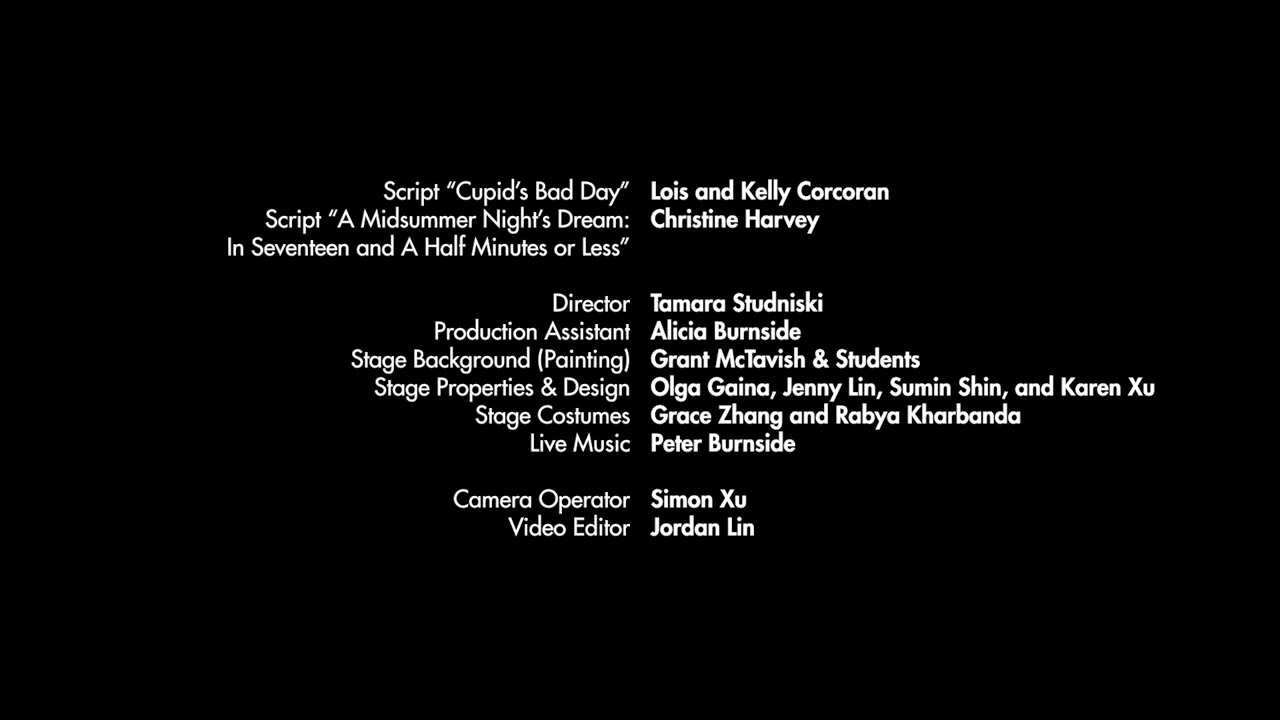 Script “Cupid’s Bad Day” Lois and Kelly Corcoran
Script “A Midsummer Night’s Dream: Christine Harvey
In Seventeen and A Half Minutes or Less”
Director Tamara Studniski
Production Assistant Alicia Burnside
Stage Background (Painting) Grant McTavish & Students
Stage Properties & Design Olga Gaina, Jenny Lin, Sumin Shin, and Karen Xu
Stage Costumes Grace Zhang and Rabya Kharbanda
Live Music Peter Burnside
Camera Operator Simon Xu
Video Editor Jordan Lin